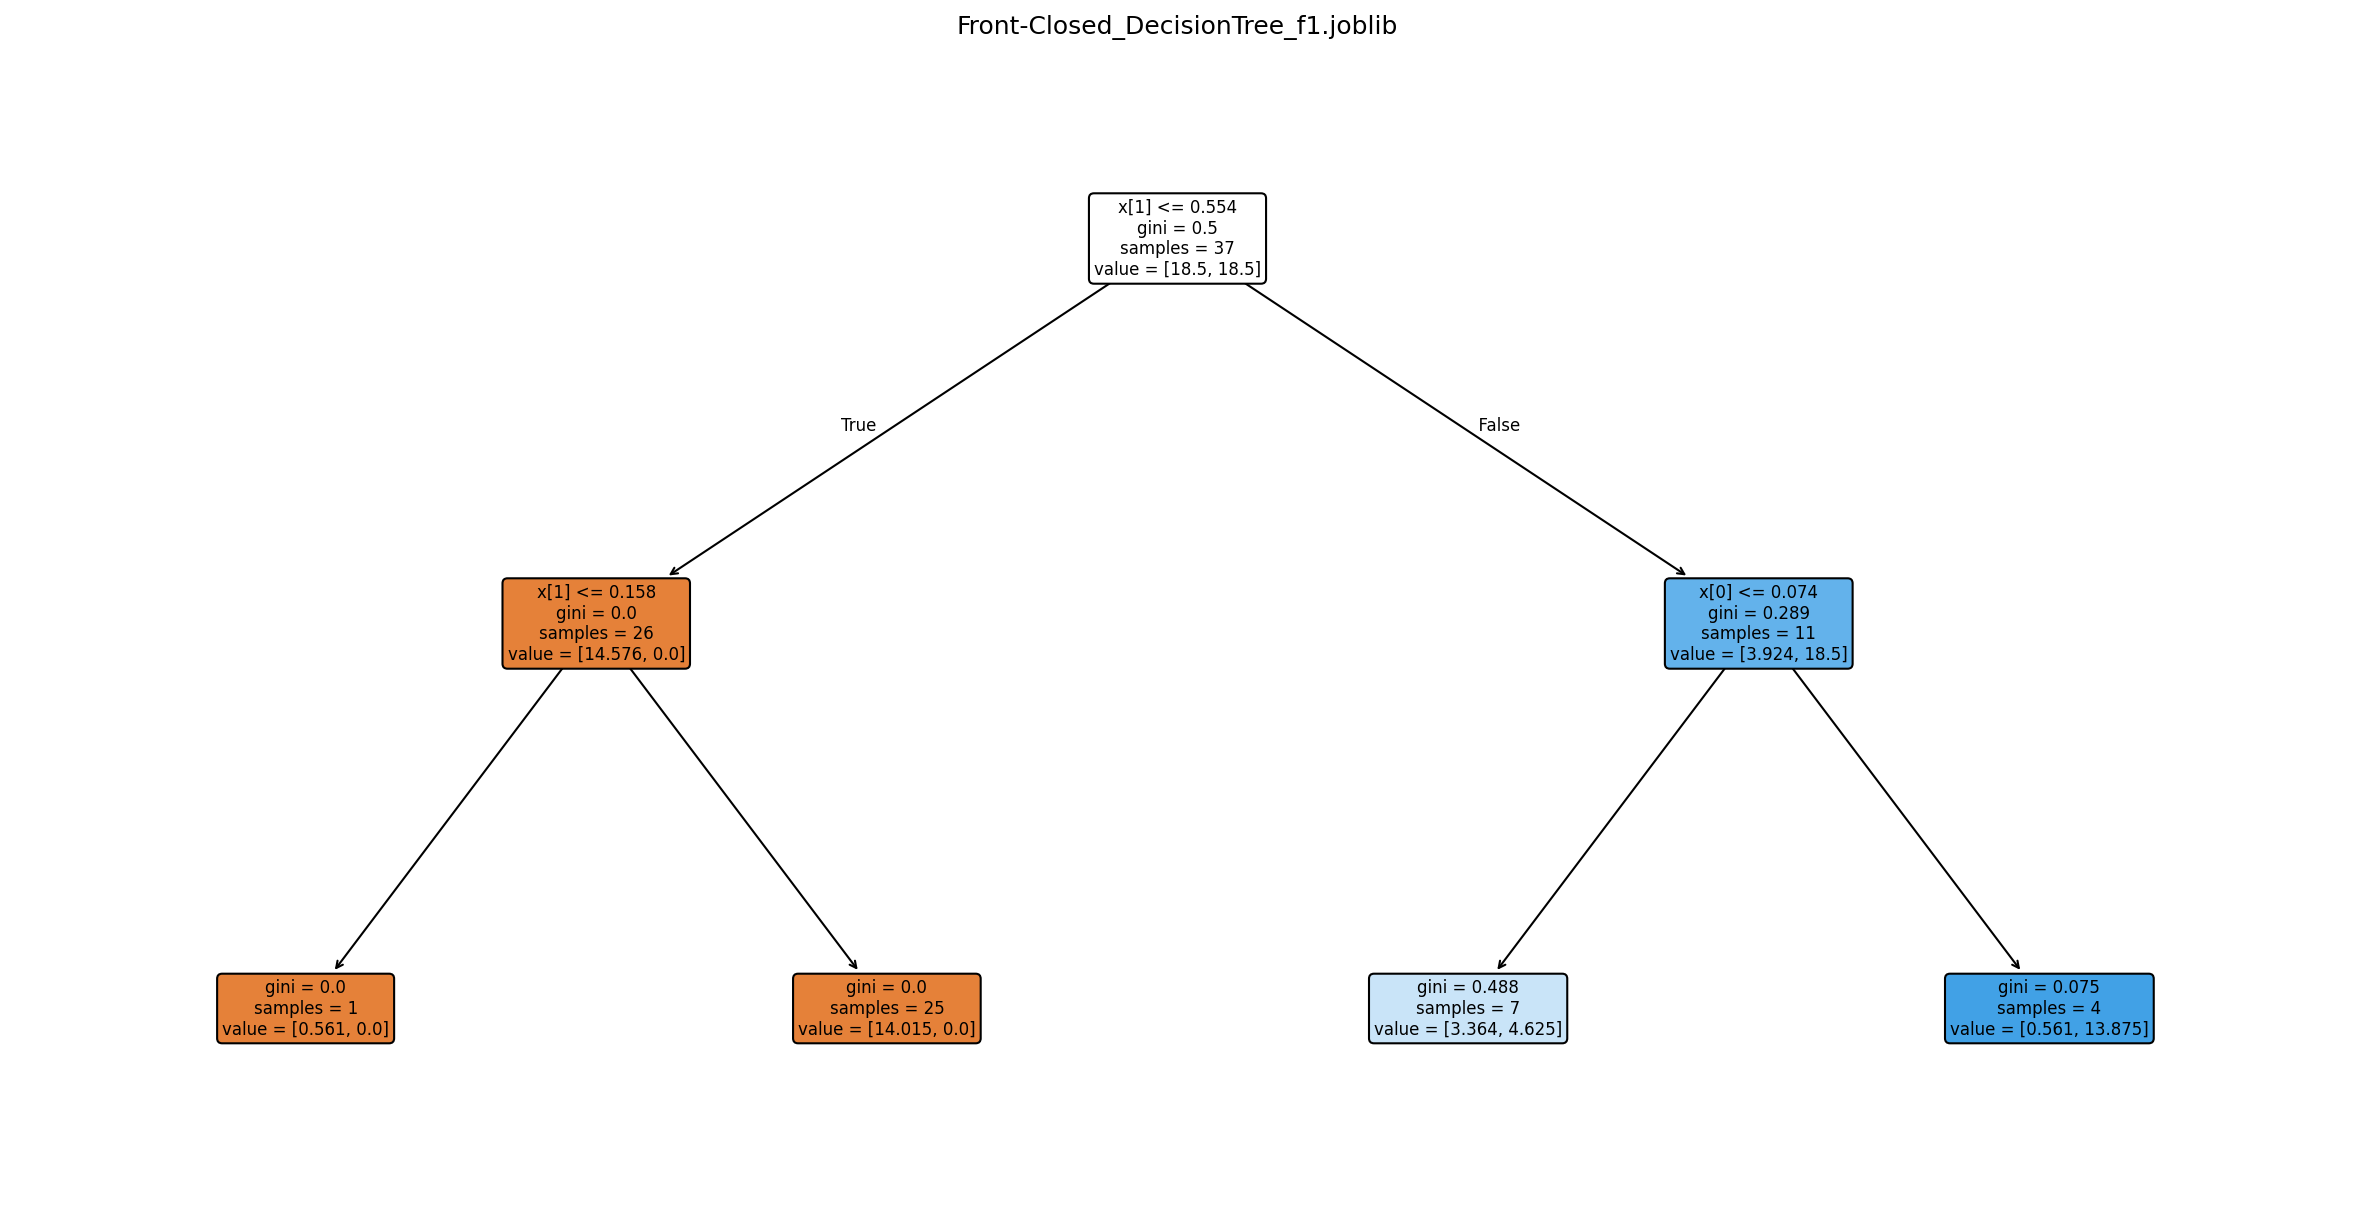 Front-Closed_DecisionTree_f1.joblib
x[1] <= 0.554
gini = 0.5
samples = 37
value = [18.5, 18.5]
True
False
x[1] <= 0.158
gini = 0.0
samples = 26
value = [14.576, 0.0]
x[0] <= 0.074
gini = 0.289
samples = 11
value = [3.924, 18.5]
gini = 0.0
samples = 1
value = [0.561, 0.0]
gini = 0.0
samples = 25
value = [14.015, 0.0]
gini = 0.488
samples = 7
value = [3.364, 4.625]
gini = 0.075
samples = 4
value = [0.561, 13.875]